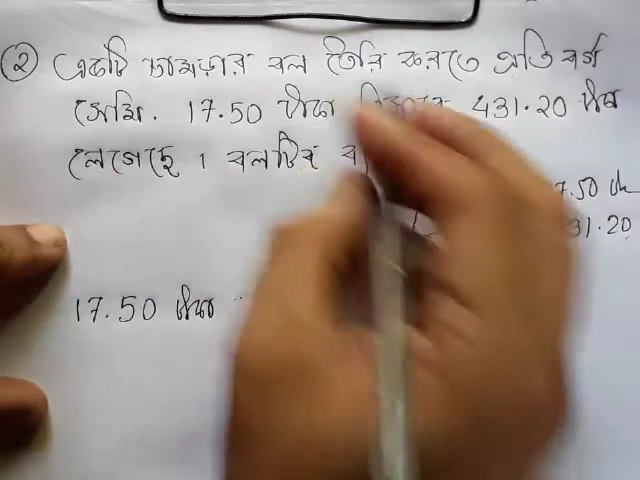 ② একটি চামড়ার বল তৈরি করতে প্রতি বর্গ
সেমি. 17.50 টাকা হিসাবে 431.20 টাকা
লেগেছে। বলটির
7.50
31.20
17.50 টাকা